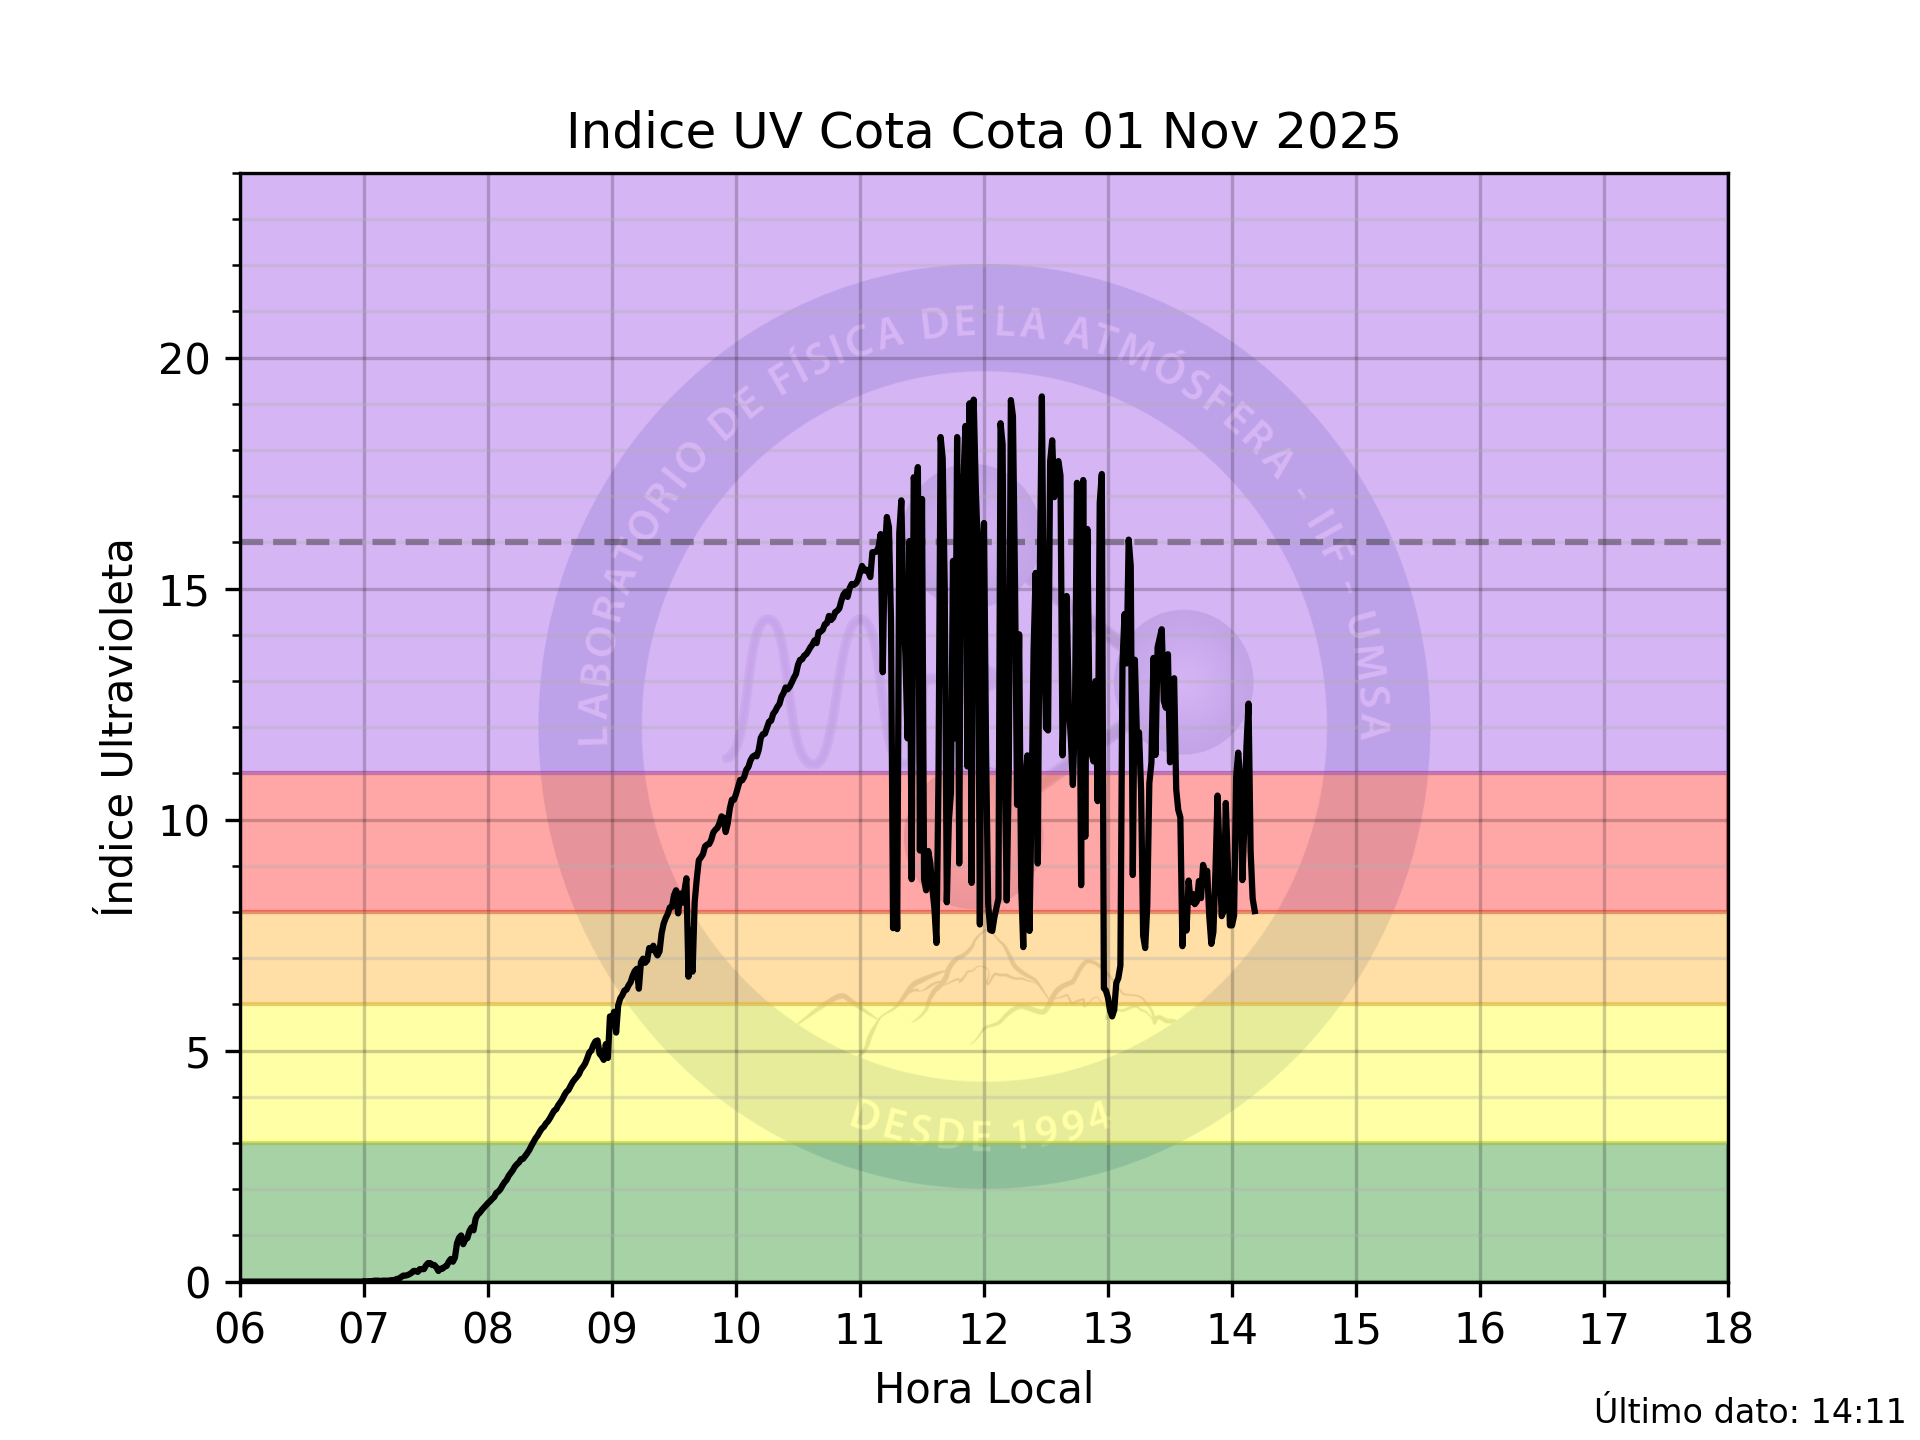 Indice UV Cota Cota 01 Nov 2025
LABORATORIO DE FÍSICA DE LA ATMÓSFERA - IIF - UMSA
DESDE 1994
Índice Ultravioleta
20
15
10
5
0
06 07 08 09 10 11 12 13 14 15 16 17 18
Hora Local
Último dato: 14:11